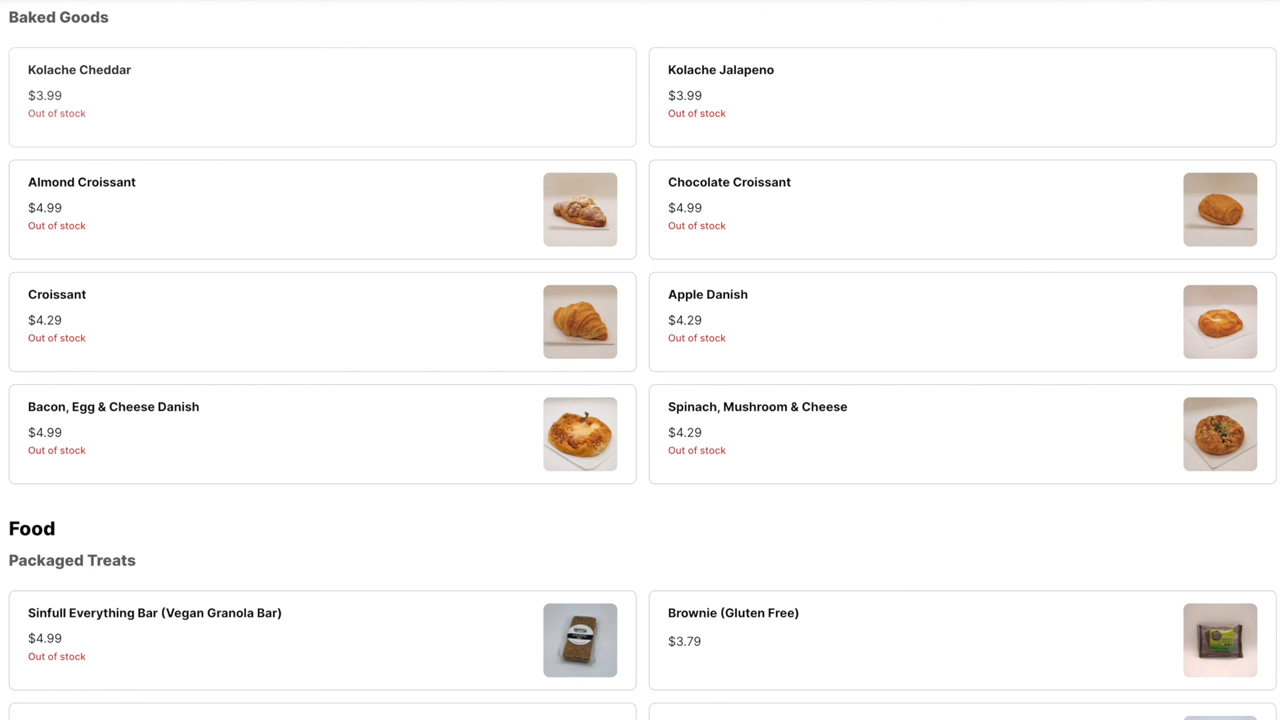 Baked Goods
Kolache Cheddar
$3.99
Out of stock
Kolache Jalapeno
$3.99
Out of stock
Almond Croissant
$4.99
Out of stock
Chocolate Croissant
$4.99
Out of stock
Croissant
$4.29
Out of stock
Apple Danish
$4.29
Out of stock
Bacon, Egg & Cheese Danish
$4.99
Out of stock
Spinach, Mushroom & Cheese
$4.29
Out of stock
Food
Packaged Treats
Sinfull Everything Bar (Vegan Granola Bar)
$4.99
Out of stock
Brownie (Gluten Free)
$3.79